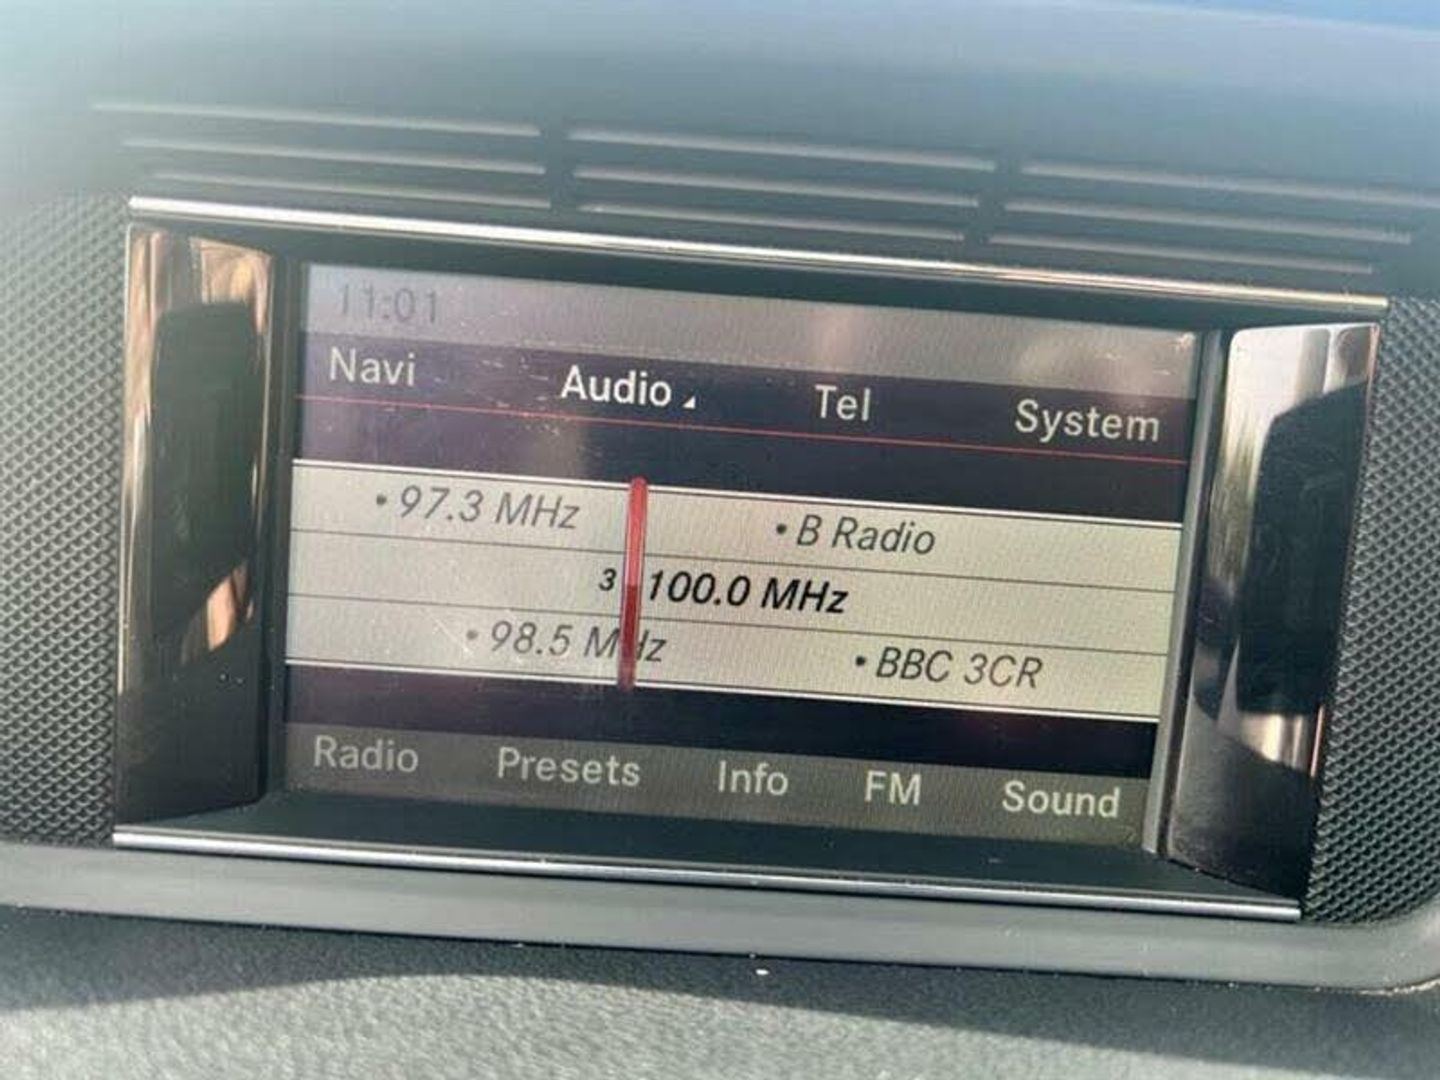 11:01
Navi Audio Tel System
• 97.3 MHz • B Radio
3 100.0 MHz
• 98.5 MHz • BBC 3CR
Radio Presets Info FM Sound